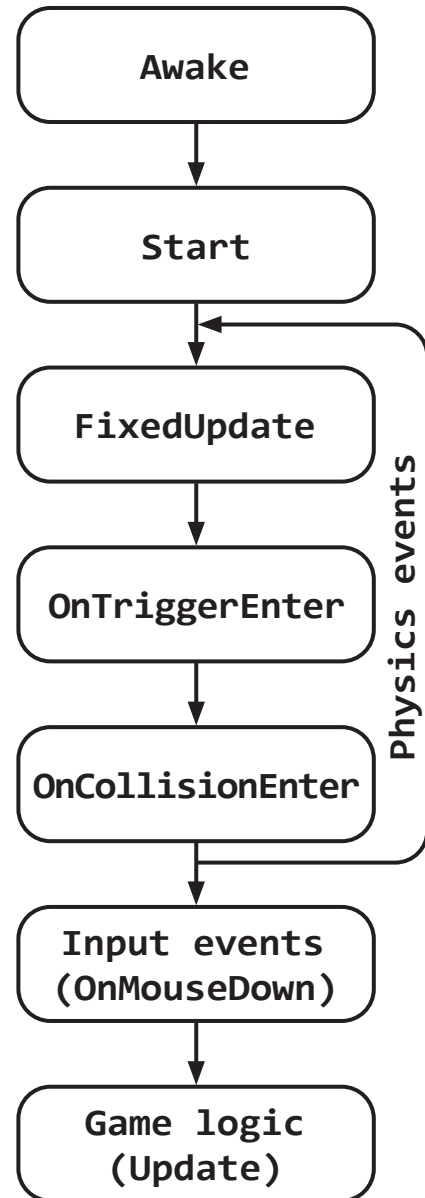 Awake
Start
FixedUpdate
OnTriggerEnter
OnCollisionEnter
Physics events
Input events
(OnMouseDown)
Game logic
(Update)